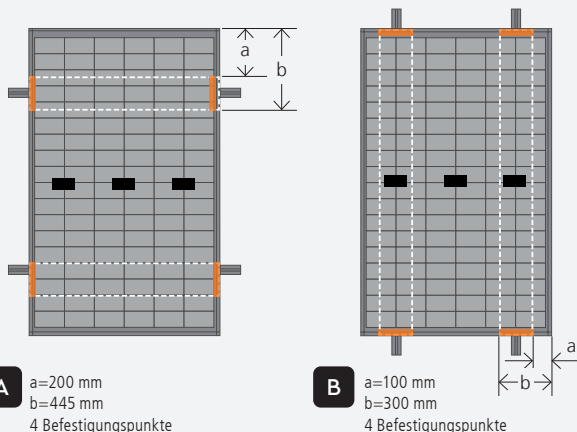 a
b
a
b
A
a=200 mm
b=445 mm
4 Befestigungspunkte
B
a=100 mm
b=300 mm
4 Befestigungspunkte